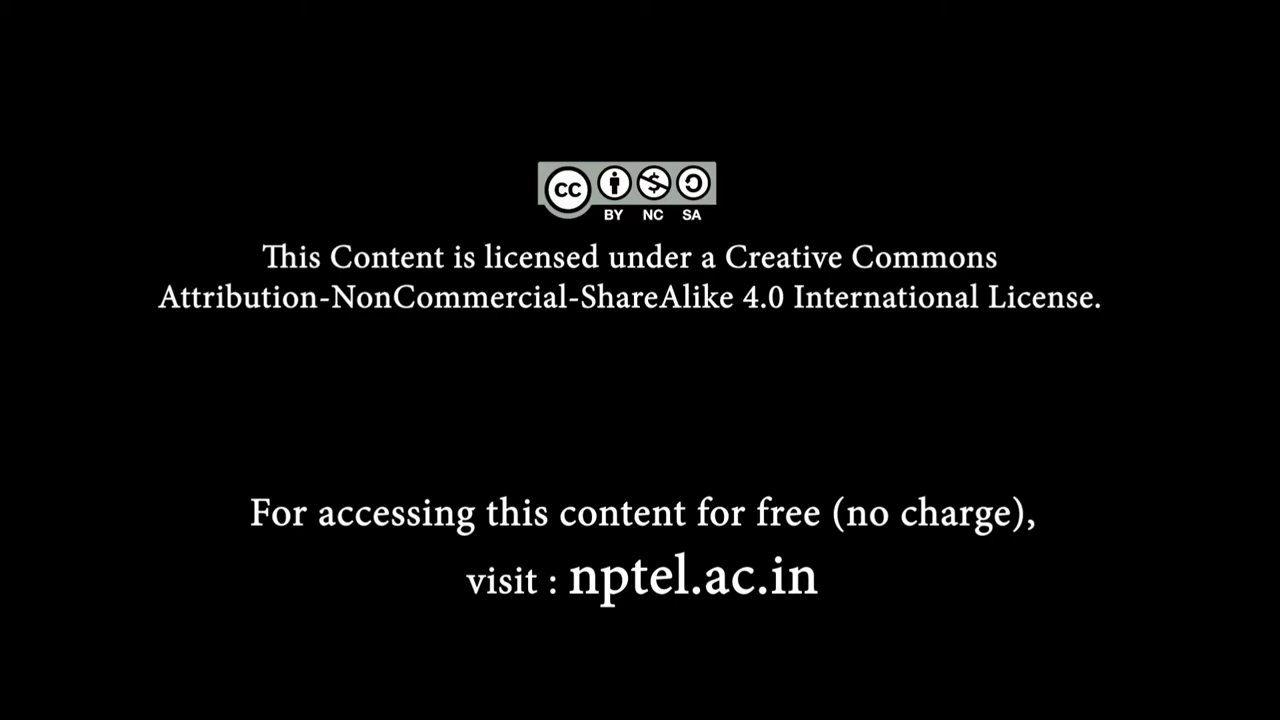 cc
BY NC SA
This Content is licensed under a Creative Commons
Attribution-NonCommercial-ShareAlike 4.0 International License.
For accessing this content for free (no charge),
visit : nptel.ac.in